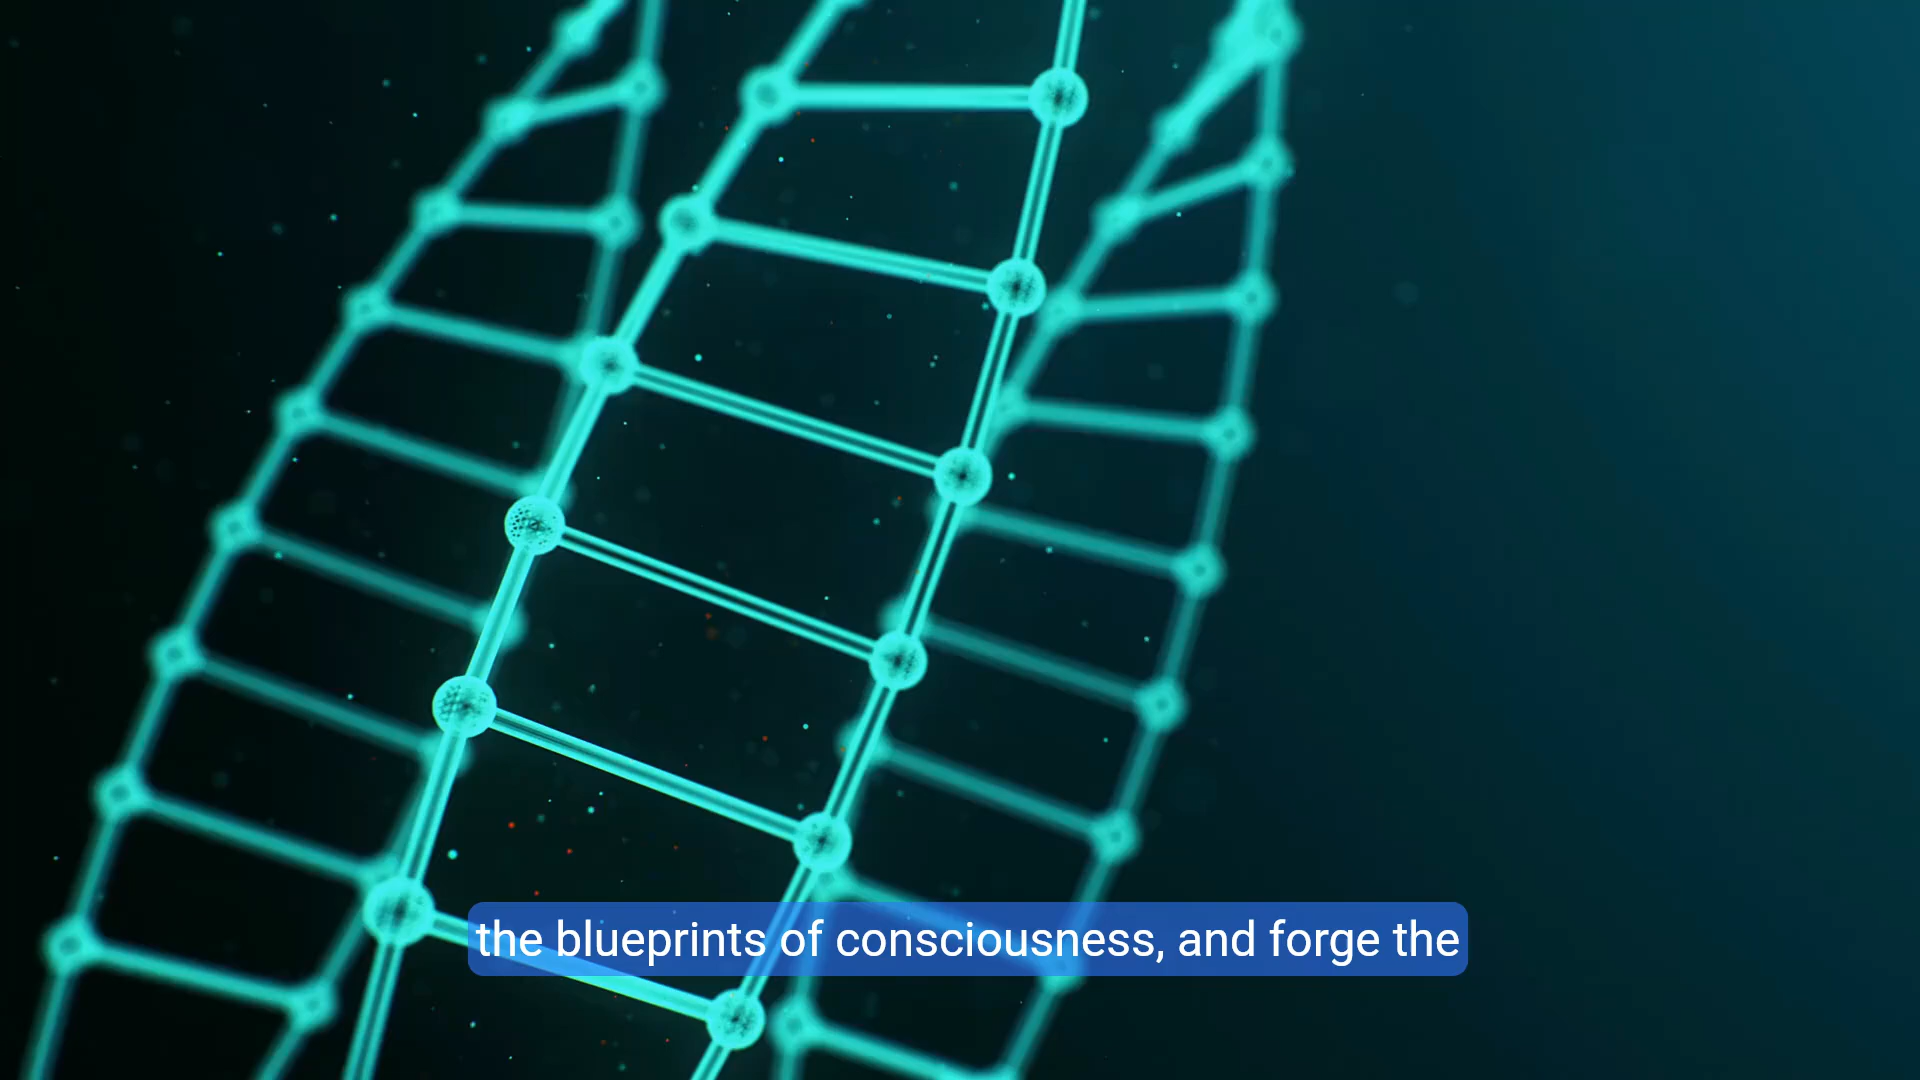 the blueprints of consciousness, and forge the